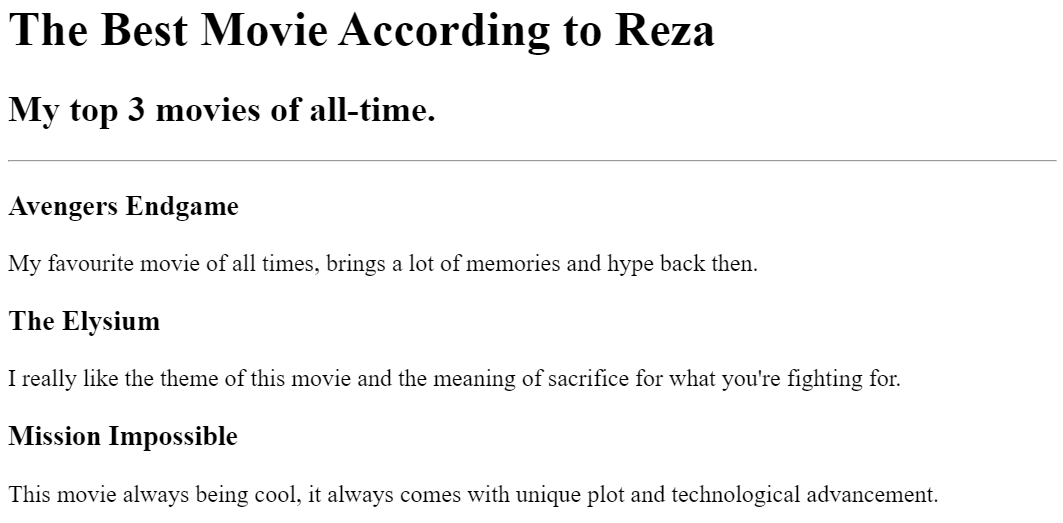 The Best Movie According to Reza
My top 3 movies of all-time.
Avengers Endgame
My favourite movie of all times, brings a lot of memories and hype back then.
The Elysium
I really like the theme of this movie and the meaning of sacrifice for what you're fighting for.
Mission Impossible
This movie always being cool, it always comes with unique plot and technological advancement.